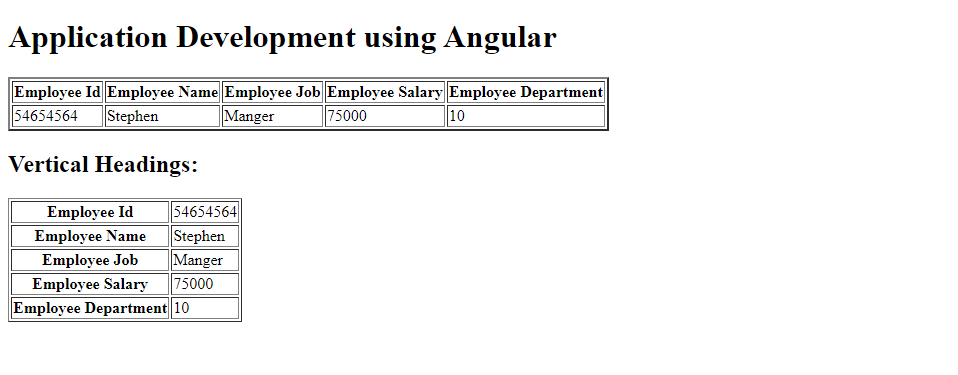 Application Development using Angular
Employee Id Employee Name Employee Job Employee Salary Employee Department
54654564 Stephen Manger 75000 10
Vertical Headings:
Employee Id 54654564
Employee Name Stephen
Employee Job Manger
Employee Salary 75000
Employee Department 10